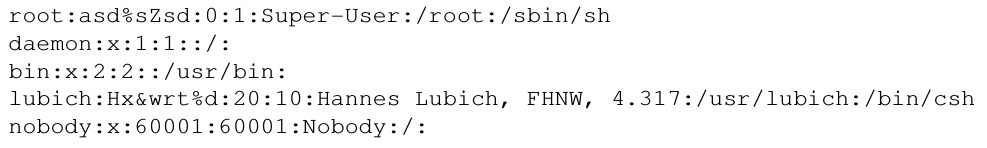 root:asd%sZsd:0:1:Super-User:/root:/sbin/sh
daemon:x:1:1::/:
bin:x:2:2::/usr/bin:
lubich:Hx&wrt%d:20:10:Hannes Lubich, FHNW, 4.317:/usr/lubich:/bin/csh
nobody:x:60001:60001:Nobody:/: